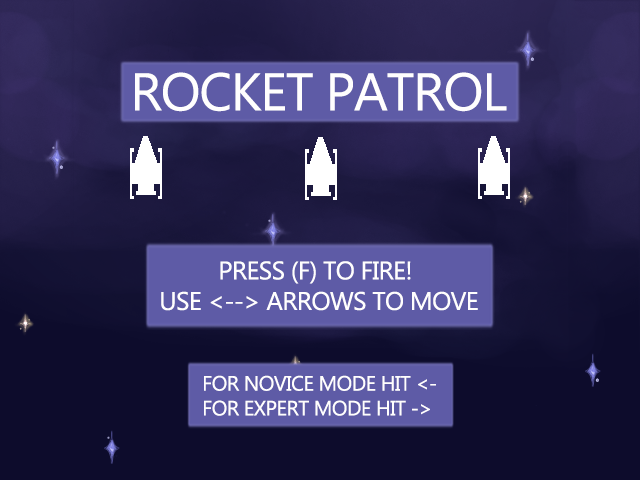 ROCKET PATROL
PRESS (F) TO FIRE!
USE <--> ARROWS TO MOVE
FOR NOVICE MODE HIT <-
FOR EXPERT MODE HIT ->